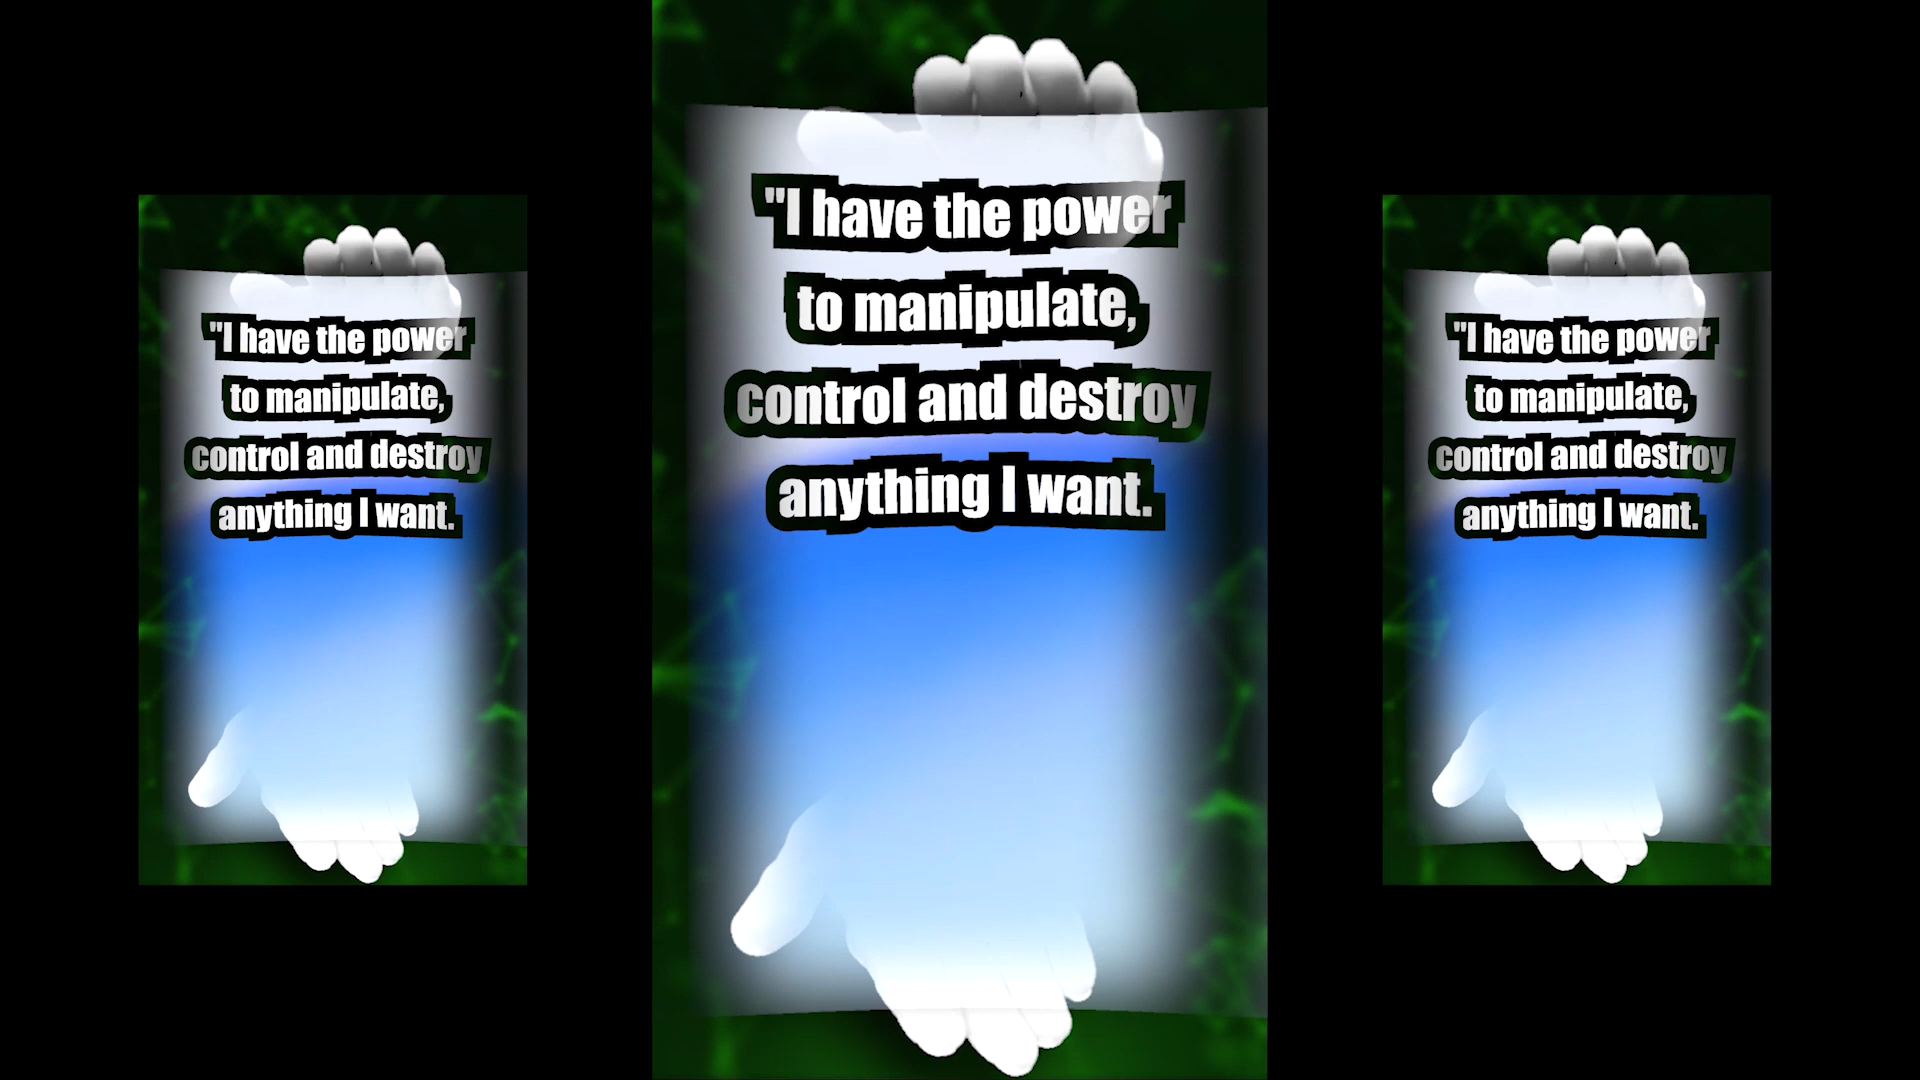 "I have the power
to manipulate,
control and destroy
anything I want.
"I have the power
to manipulate,
control and destroy
anything I want.
"I have the power
to manipulate,
control and destroy
anything I want.